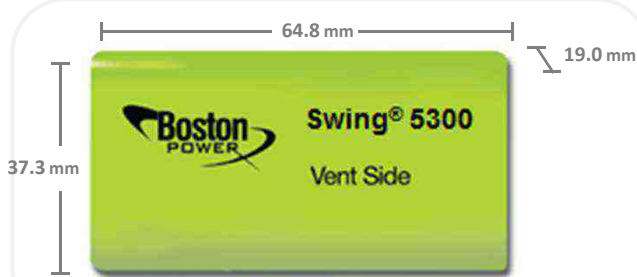 64.8 mm
19.0 mm
37.3 mm
Boston
POWER
Swing® 5300
Vent Side